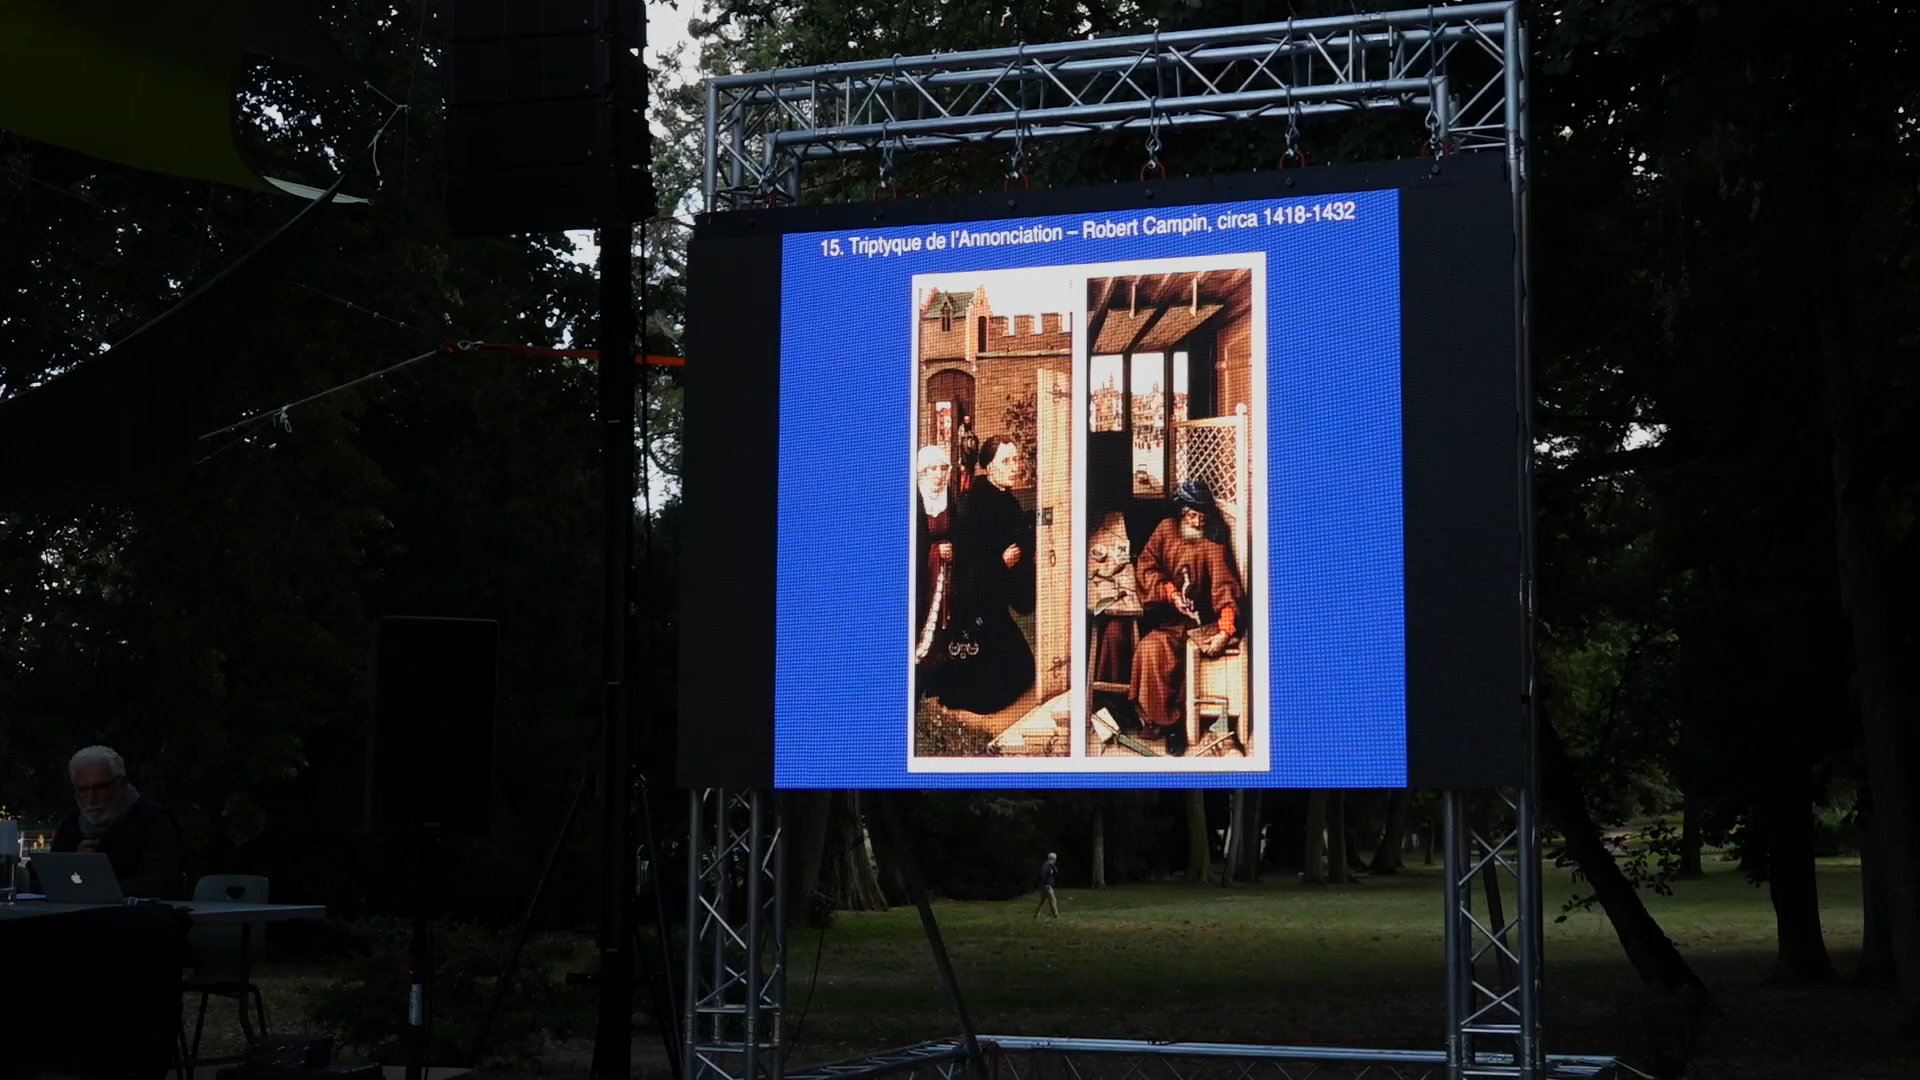 15. Triptyque de l'Annonciation – Robert Campin, circa 1418-1432